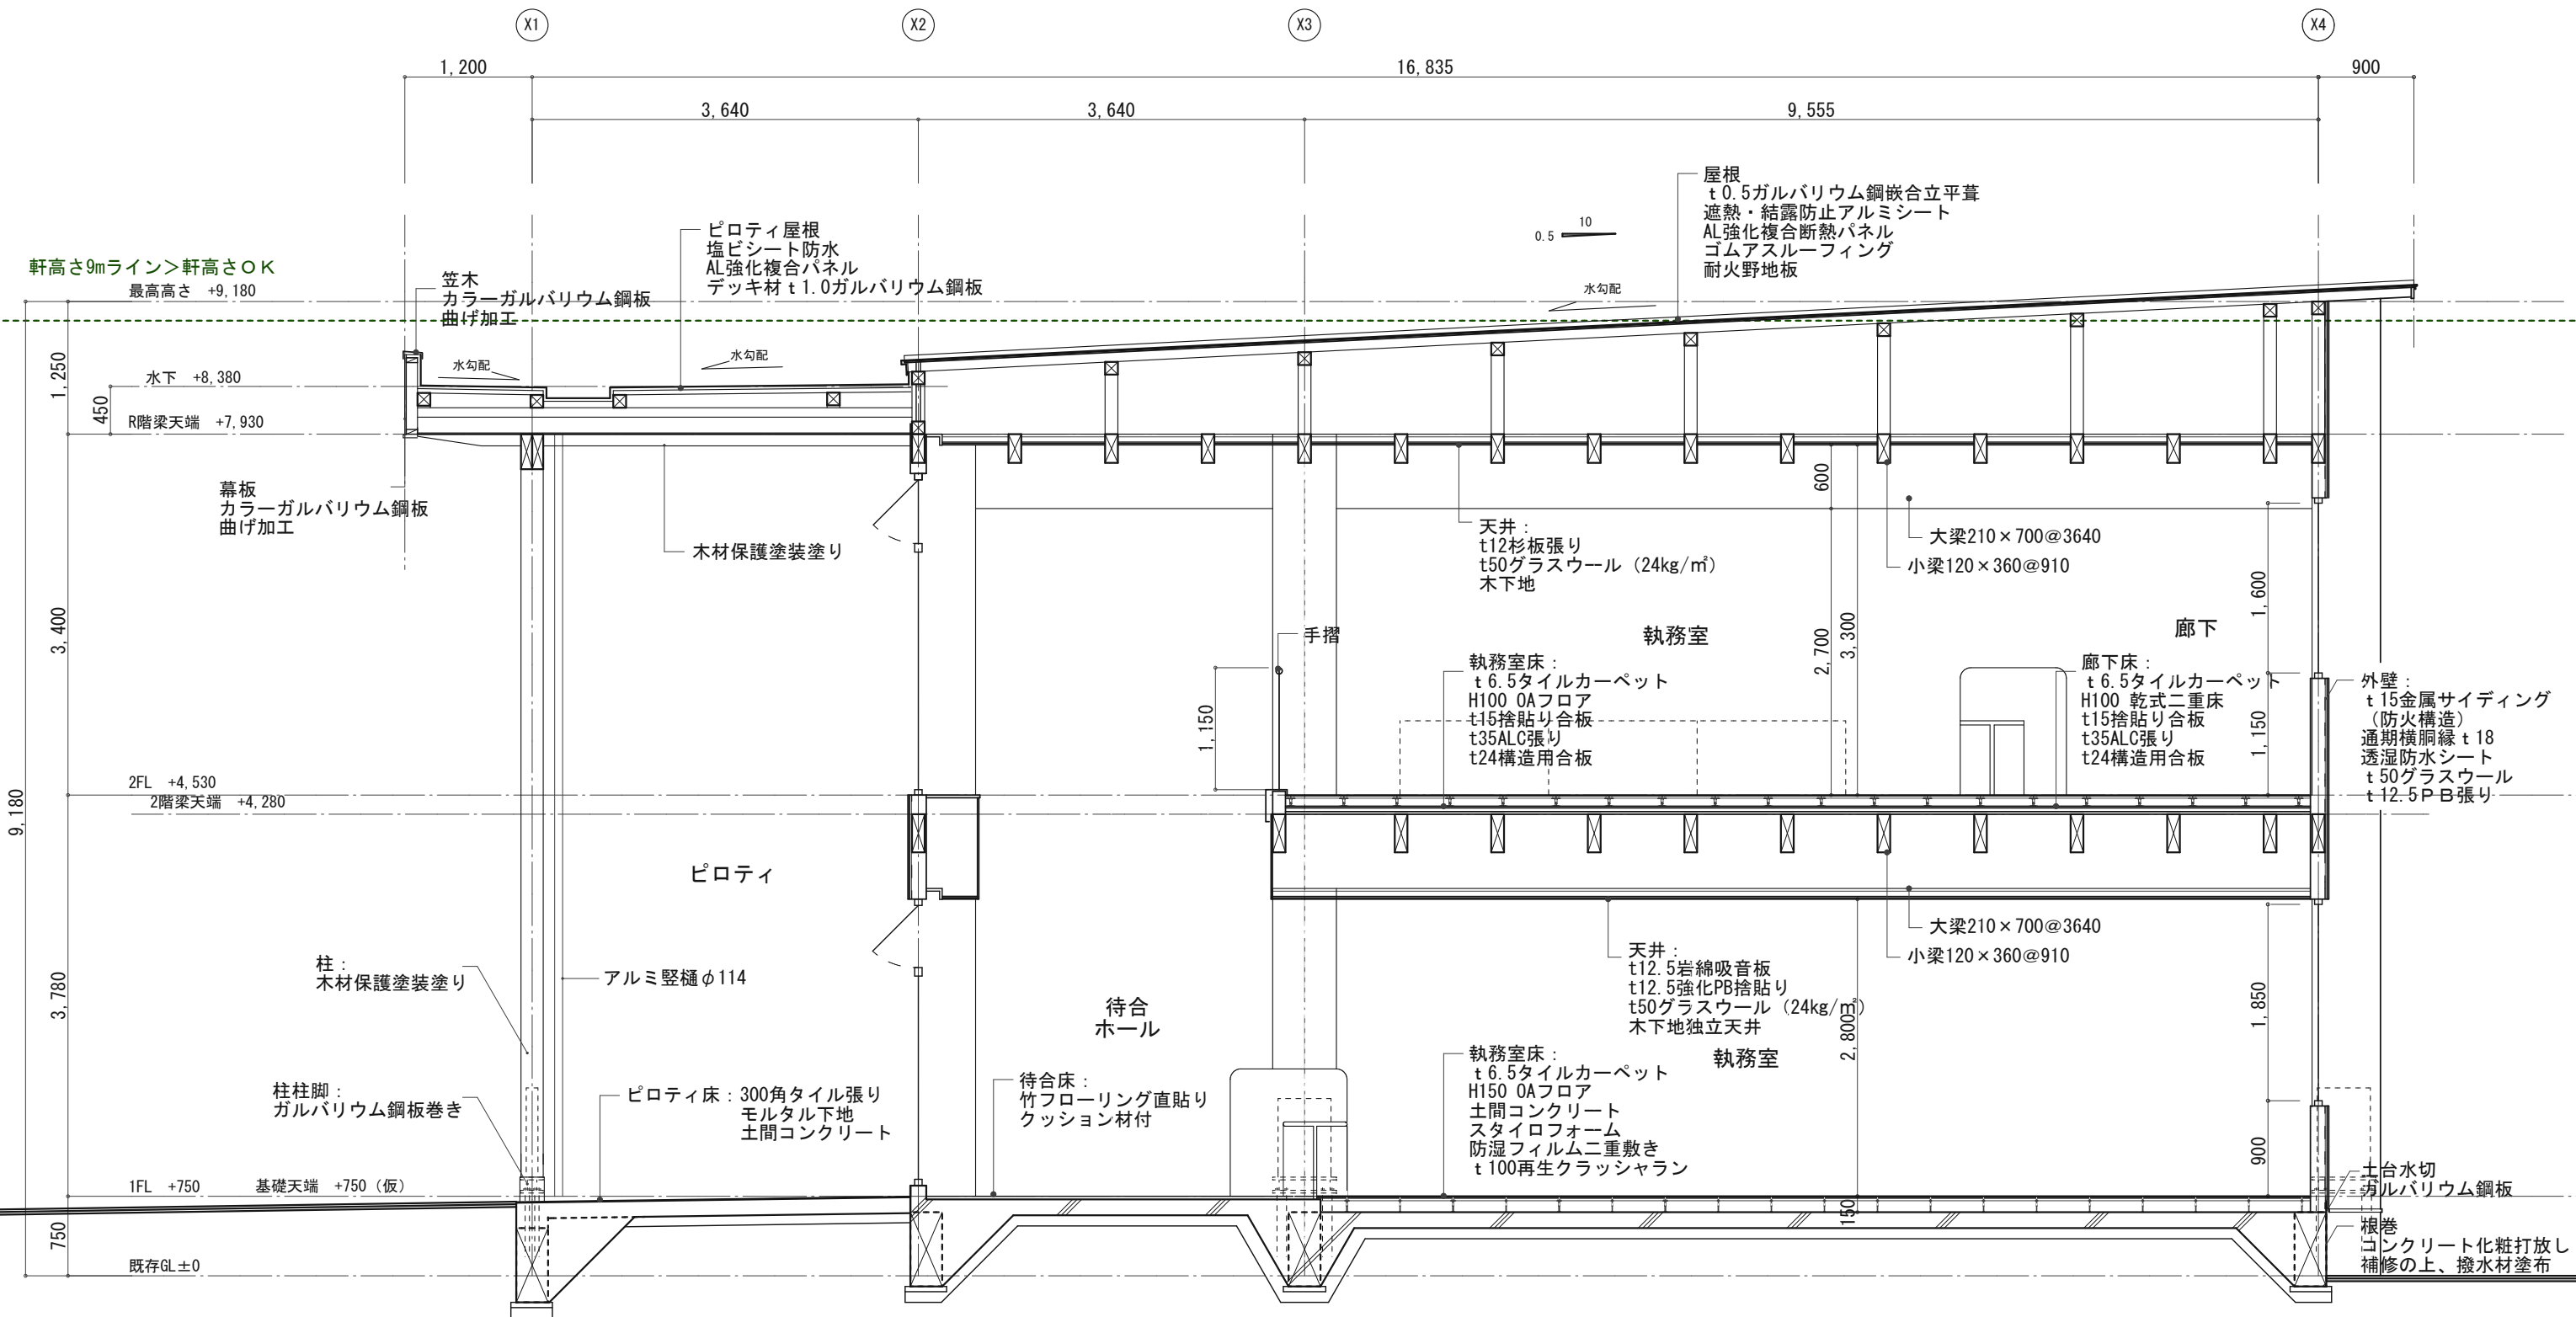 X1
X2
X3
X4
1,200
16,835
900
3,640
3,640
9,555
屋根
t0.5ガルバリウム鋼嵌合立平葺
遮熱・結露防止アルミシート
AL強化複合断熱パネル
ゴムアスルーフィング
耐火野地板
10
0.5
ピロティ屋根
塩ビシート防水
AL強化複合パネル
デッキ材t1.0ガルバリウム鋼板
軒高さ9mライン＞軒高さＯＫ
笠木
カラーガルバリウム鋼板
曲げ加工
最高高さ +9,180
水勾配
水勾配
水勾配
水下 +8,380
1,250
450
R階梁天端 +7,930
幕板
カラーガルバリウム鋼板
曲げ加工
木材保護塗装塗り
600
天井：
t12杉板張り
t50グラスウール（24kg/㎡）
木下地
大梁210×700@3640
小梁120×360@910
3,400
手摺
執務室
廊下
2,700
3,300
1,600
執務室床：
t6.5タイルカーペット
H100 OAフロア
t15捨貼り合板
t35ALC張り
t24構造用合板
廊下床：
t6.5タイルカーペット
H100 乾式二重床
t15捨貼り合板
t35ALC張り
t24構造用合板
1,150
1,150
外壁：
t15金属サイディング
（防火構造）
通期横胴縁t18
透湿防水シート
t50グラスウール
t12.5ＰＢ張り
2FL +4,530
2階梁天端 +4,280
9,180
ピロティ
大梁210×700@3640
小梁120×360@910
3,780
柱：
木材保護塗装塗り
アルミ竪樋φ114
待合
ホール
天井：
t12.5岩綿吸音板
t12.5強化PB捨貼り
t50グラスウール（24kg/㎡）
木下地独立天井
2,800
執務室
1,850
柱柱脚：
ガルバリウム鋼板巻き
ピロティ床：300角タイル張り
モルタル下地
土間コンクリート
待合床：
竹フローリング直貼り
クッション材付
執務室床：
t6.5タイルカーペット
H150 OAフロア
土間コンクリート
スタイロフォーム
防湿フィルム二重敷き
t100再生クラッシャラン
900
1FL +750
基礎天端 +750（仮）
150
750
既存GL±0
土台水切
ガルバリウム鋼板
根巻
コンクリート化粧打放し
補修の上、撥水材塗布